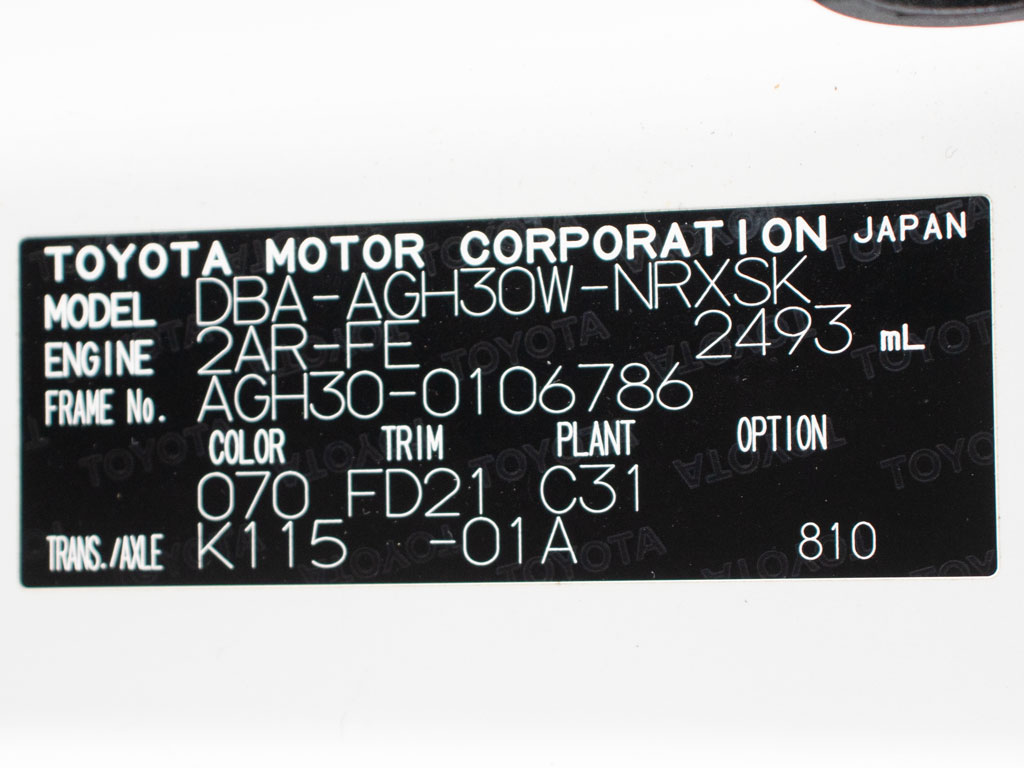 TOYOTA MOTOR CORPORATION JAPAN
MODEL DBA-AGH30W-NRXSK
ENGINE 2AR-FE 2493 mL
FRAME No. AGH30-0106786
COLOR TRIM PLANT OPTION
070 FD21 C31
TRANS./AXLE K115 -01A 810